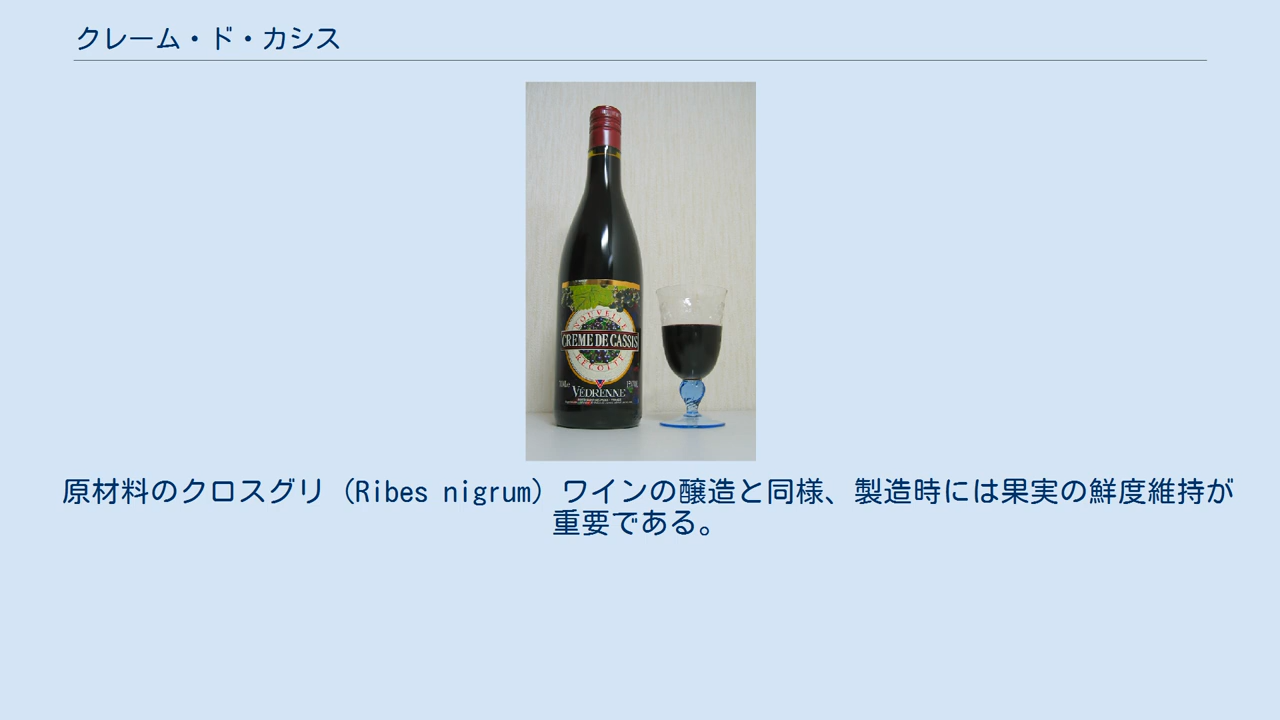 クレーム・ド・カシス
NOUVELLE
CREME DE CASSIS
RECOLTE
VEDRENNE
原材料のクロスグリ（Ribes nigrum）ワインの醸造と同様、製造時には果実の鮮度維持が
重要である。